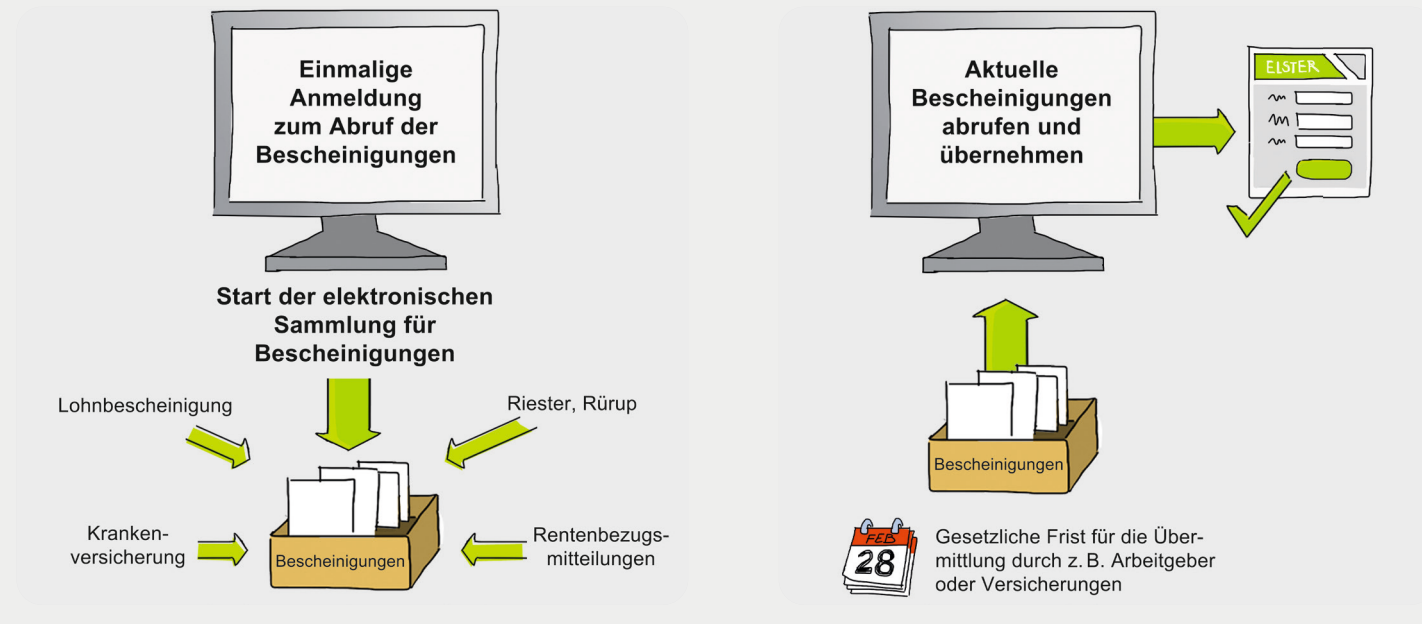 Einmalige
Anmeldung
zum Abruf der
Bescheinigungen
Start der elektronischen
Sammlung für
Bescheinigungen
Lohnbescheinigung
Riester, Rürup
Kranken-
versicherung
Rentenbezugs-
mitteilungen
Bescheinigungen
Aktuelle
Bescheinigungen
abrufen und
übernehmen
ELSTER
Bescheinigungen
FEB
28
Gesetzliche Frist für die Über-
mittlung durch z. B. Arbeitgeber
oder Versicherungen